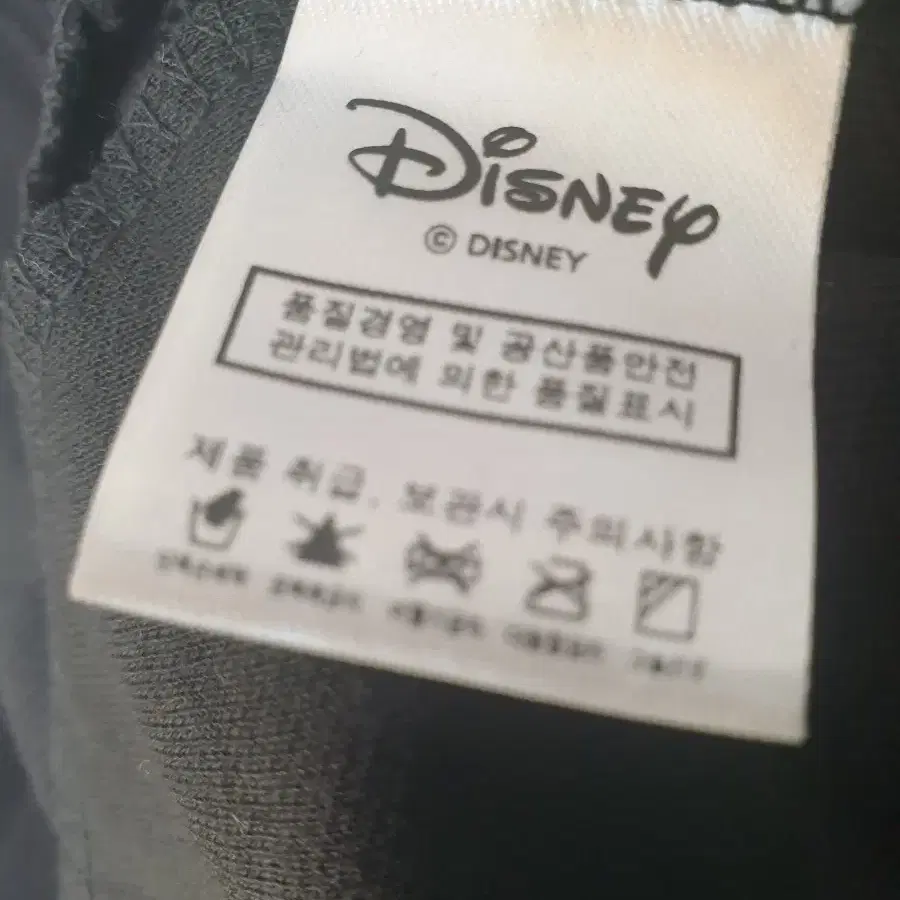 Disney
© DISNEY
품질경영 및 공산품안전
관리법에 의한 품질표시
제품 취급, 보관시 주의사항